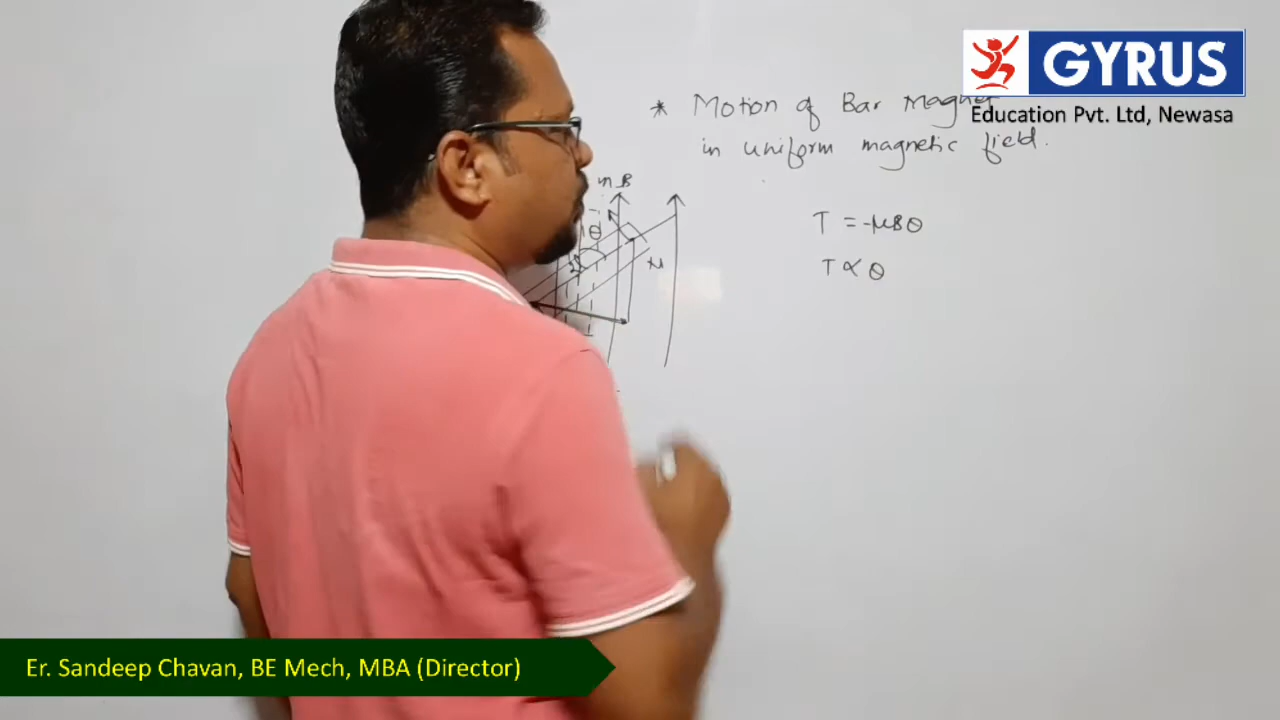 GYRUS
Education Pvt. Ltd, Newasa
* Motion of Bar Magnet
in uniform magnetic field.
B
θ
μ
T = -μBθ
T ∝ θ
Er. Sandeep Chavan, BE Mech, MBA (Director)